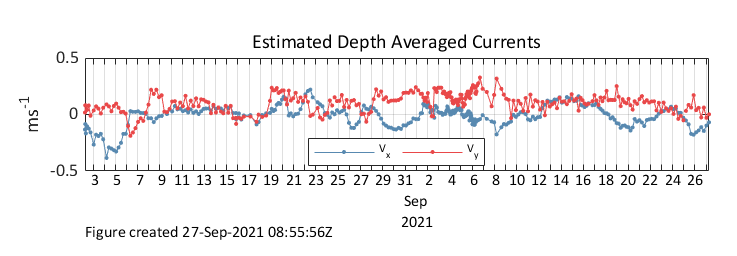 Estimated Depth Averaged Currents
ms-1
0.5
0
-0.5
Vx Vy
3 5 7 9 11 13 15 17 19 21 23 25 27 29 31 2 4 6 8 10 12 14 16 18 20 22 24 26
Sep
2021
Figure created 27-Sep-2021 08:55:56Z